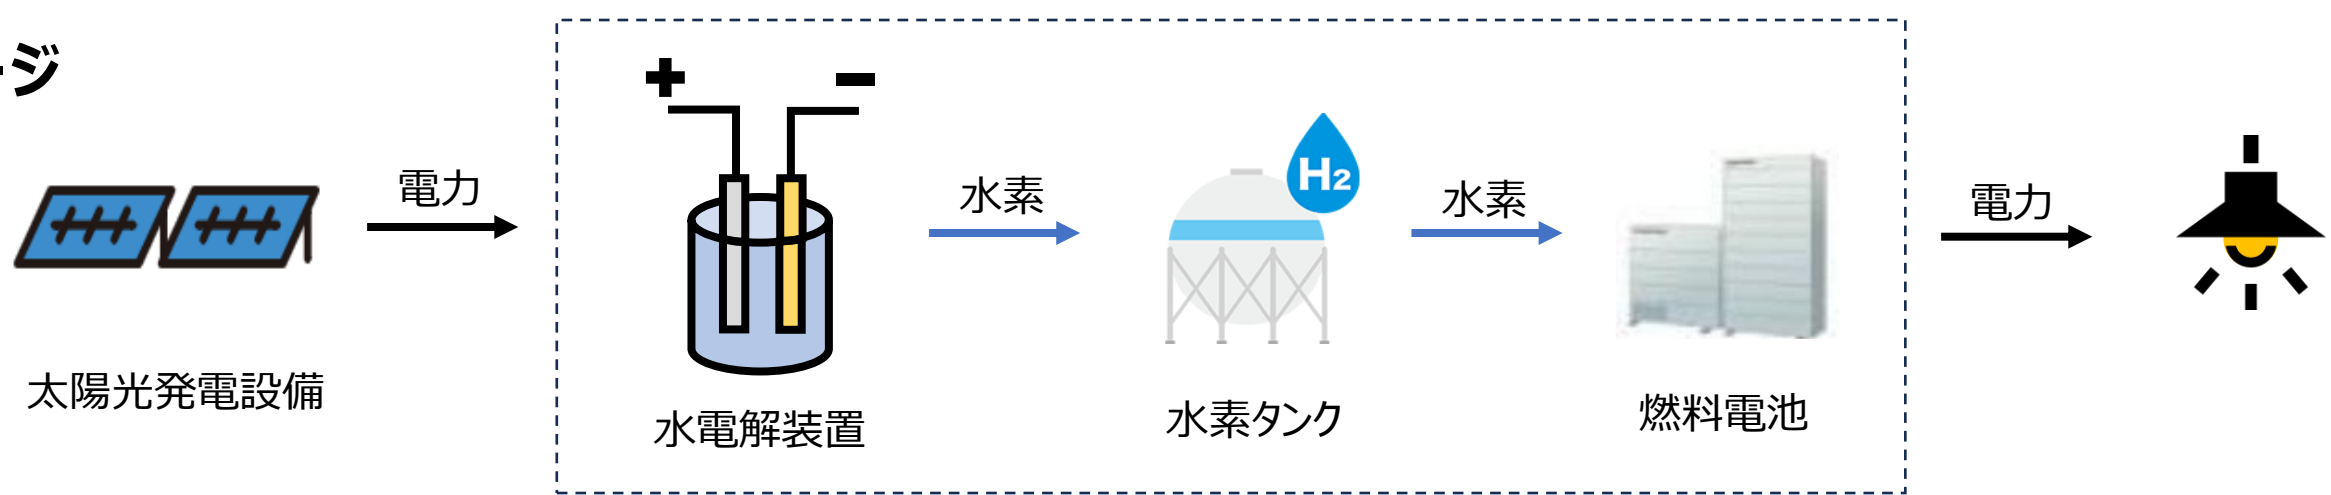 ージ
電力
水素
H2
水素
電力
太陽光発電設備
水電解装置
水素タンク
燃料電池